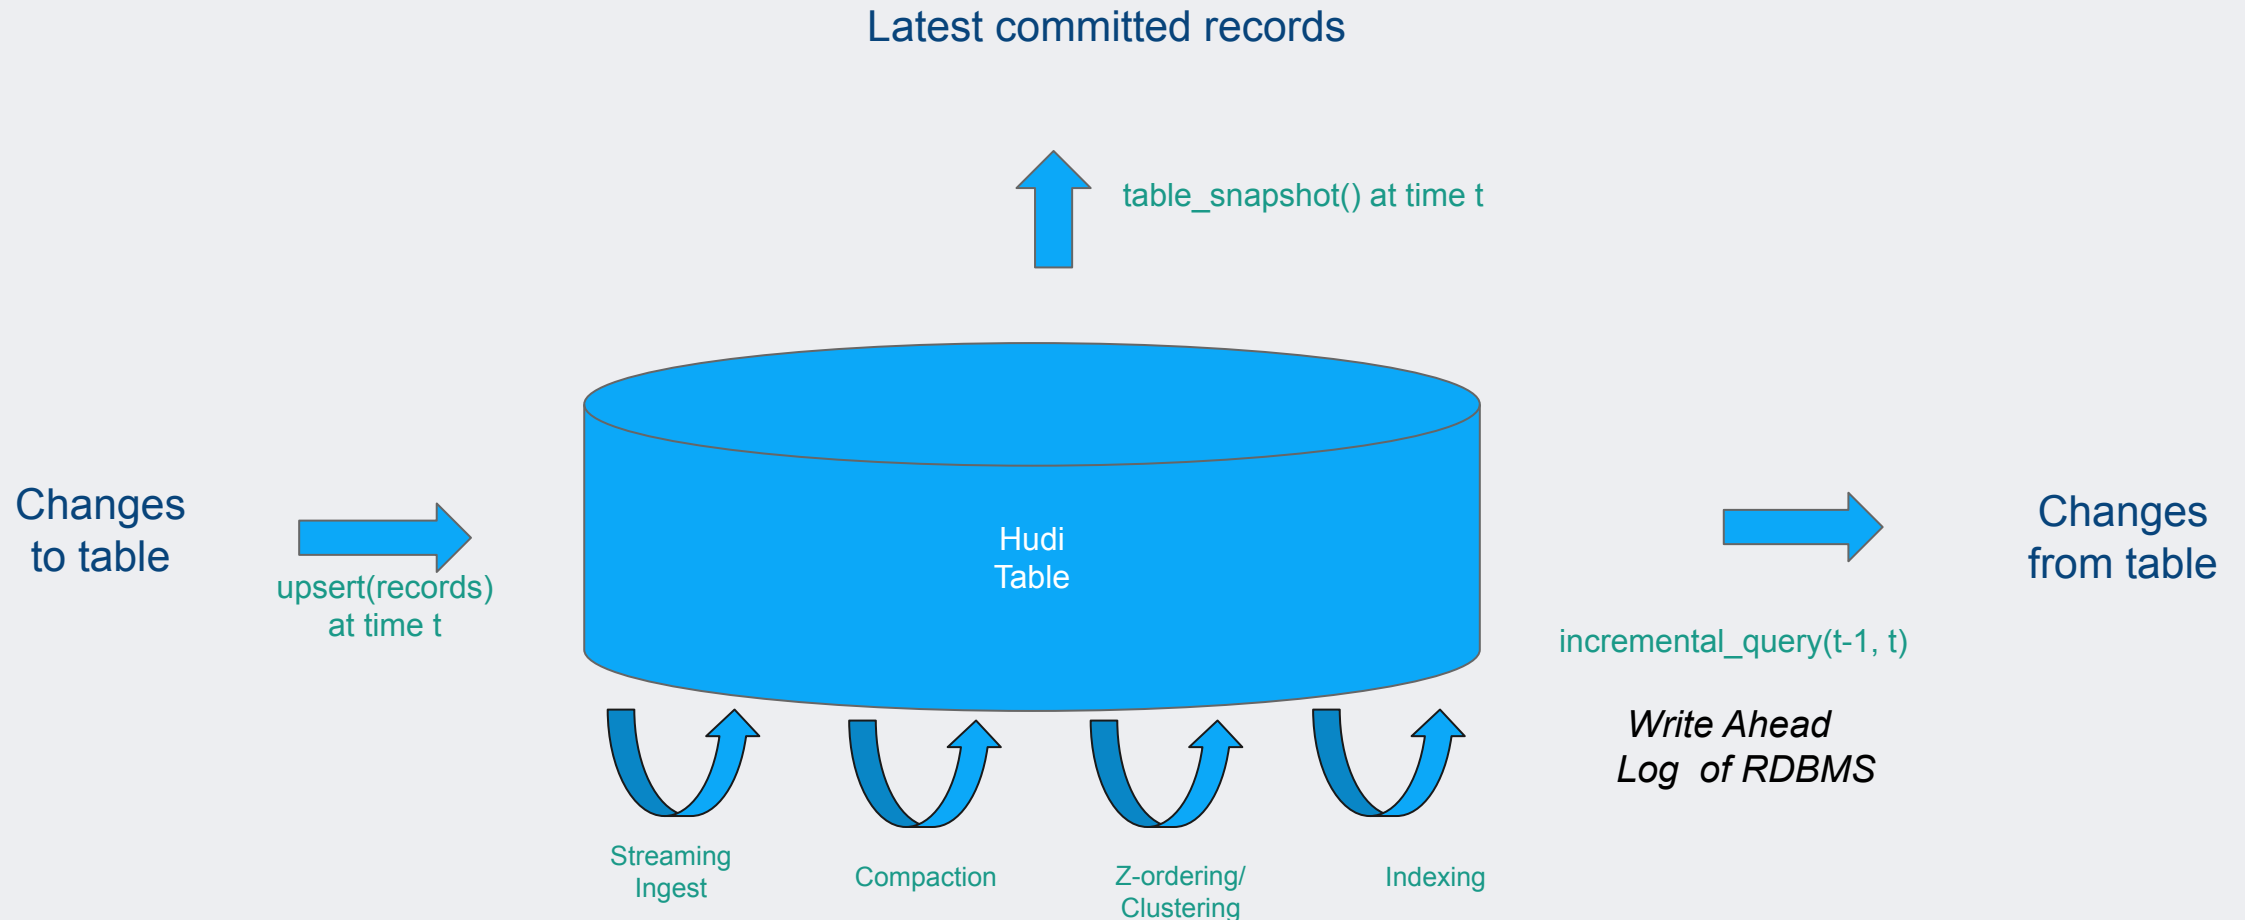 Latest committed records
table_snapshot() at time t
Changes
to table
upsert(records)
at time t
Hudi
Table
Changes
from table
incremental_query(t-1, t)
Write Ahead
Log of RDBMS
Streaming
Ingest
Compaction
Z-ordering/
Clustering
Indexing